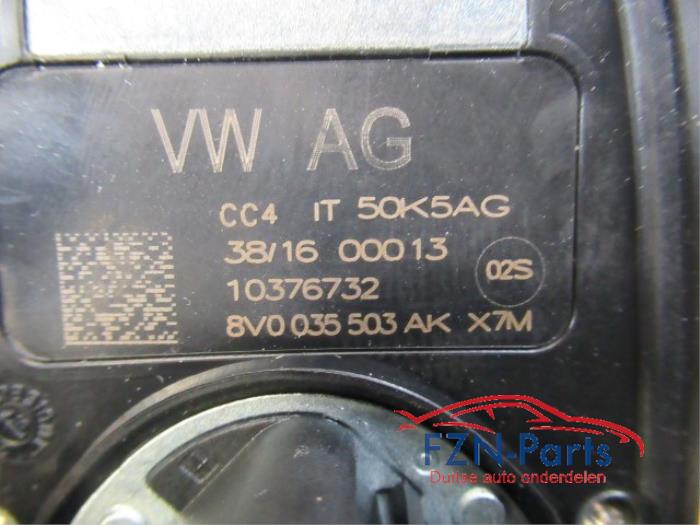 VW AG
CC4 IT 50K5AG
38/16 00013
02S
10376732
8V0 035 503 AK X7M
FZN-Parts
Duitse auto onderdelen